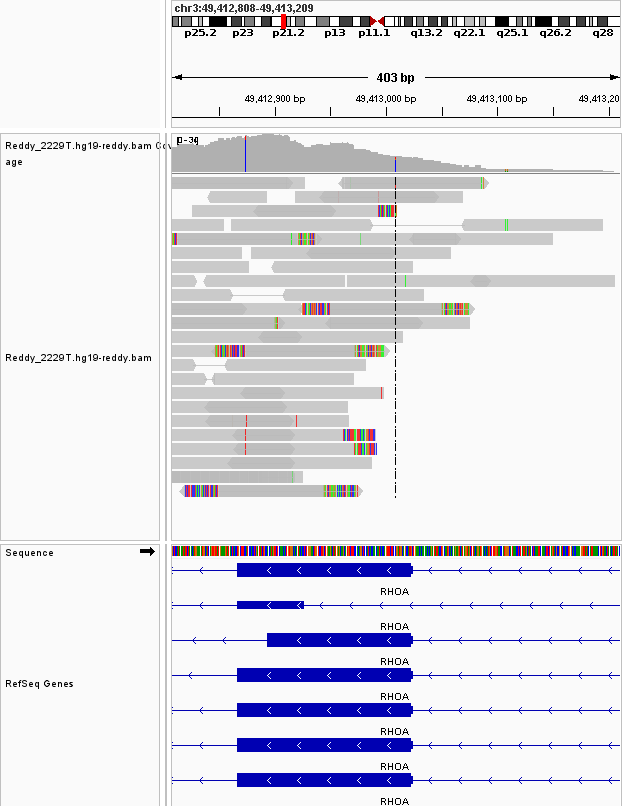 chr3:49,412,808-49,413,209
p25.2 p23 p21.2 p13 p11.1 q13.2 q22.1 q25.1 q26.2 q28
403 bp
49,412,900 bp 49,413,000 bp 49,413,100 bp 49,413,20
Reddy_2229T.hg19-reddy.bam Cov
age
Reddy_2229T.hg19-reddy.bam
Sequence
RHOA
RHOA
RHOA
RHOA
RefSeq Genes
RHOA
RHOA
RHOA